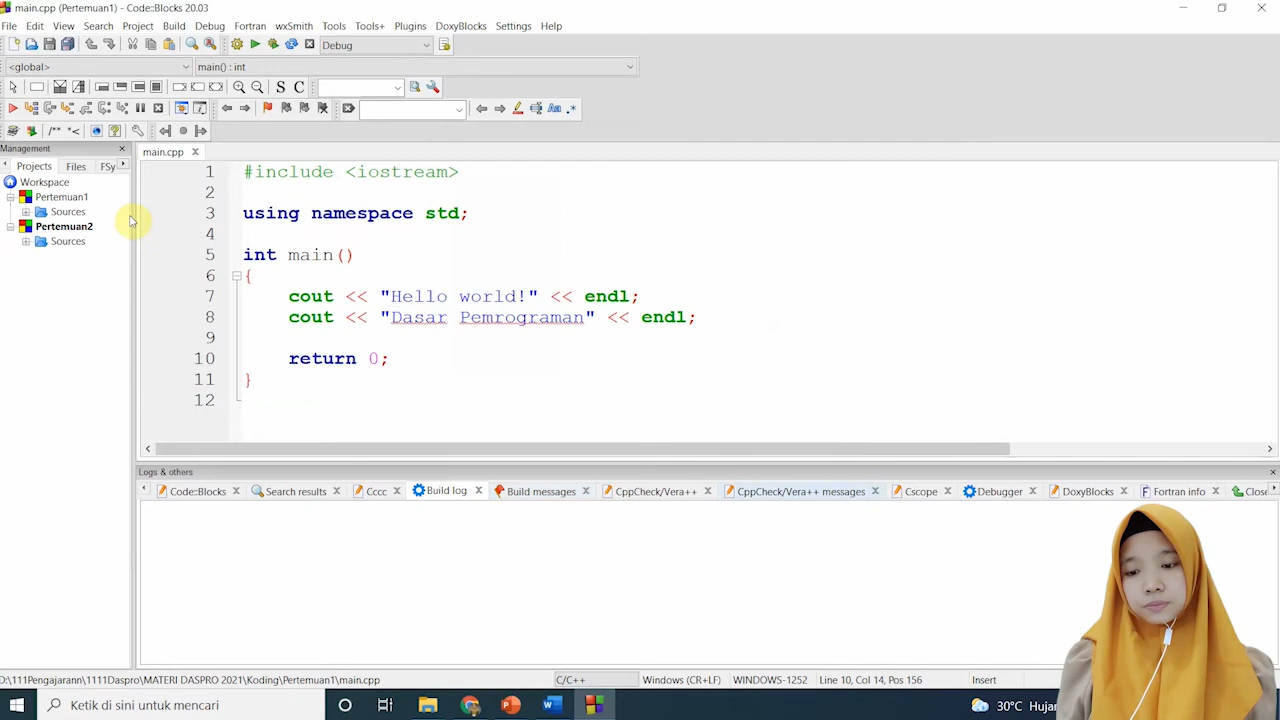 main.cpp (Pertemuan1) - Code::Blocks 20.03
File Edit View Search Project Build Debug Fortran wxSmith Tools Tools+ Plugins DoxyBlocks Settings Help
Debug
<global> main() : int
S C
/** *<
Management
main.cpp
Projects Files FSy
Workspace
Pertemuan1
Sources
Pertemuan2
Sources
1 #include <iostream>
2
3 using namespace std;
4
5 int main()
6 {
7 cout << "Hello world!" << endl;
8 cout << "Dasar Pemrograman" << endl;
9
10 return 0;
11 }
12
Logs & others
Code::Blocks Search results Cccc Build log Build messages CppCheck/Vera++ CppCheck/Vera++ messages Cscope Debugger DoxyBlocks Fortran info Close
D:\111Pengajarann\1111Daspro\MATERI DASPRO 2021\Koding\Pertemuan1\main.cpp C/C++ Windows (CR+LF) WINDOWS-1252 Line 10, Col 14, Pos 156 Insert
Ketik di sini untuk mencari 30°C Hujan